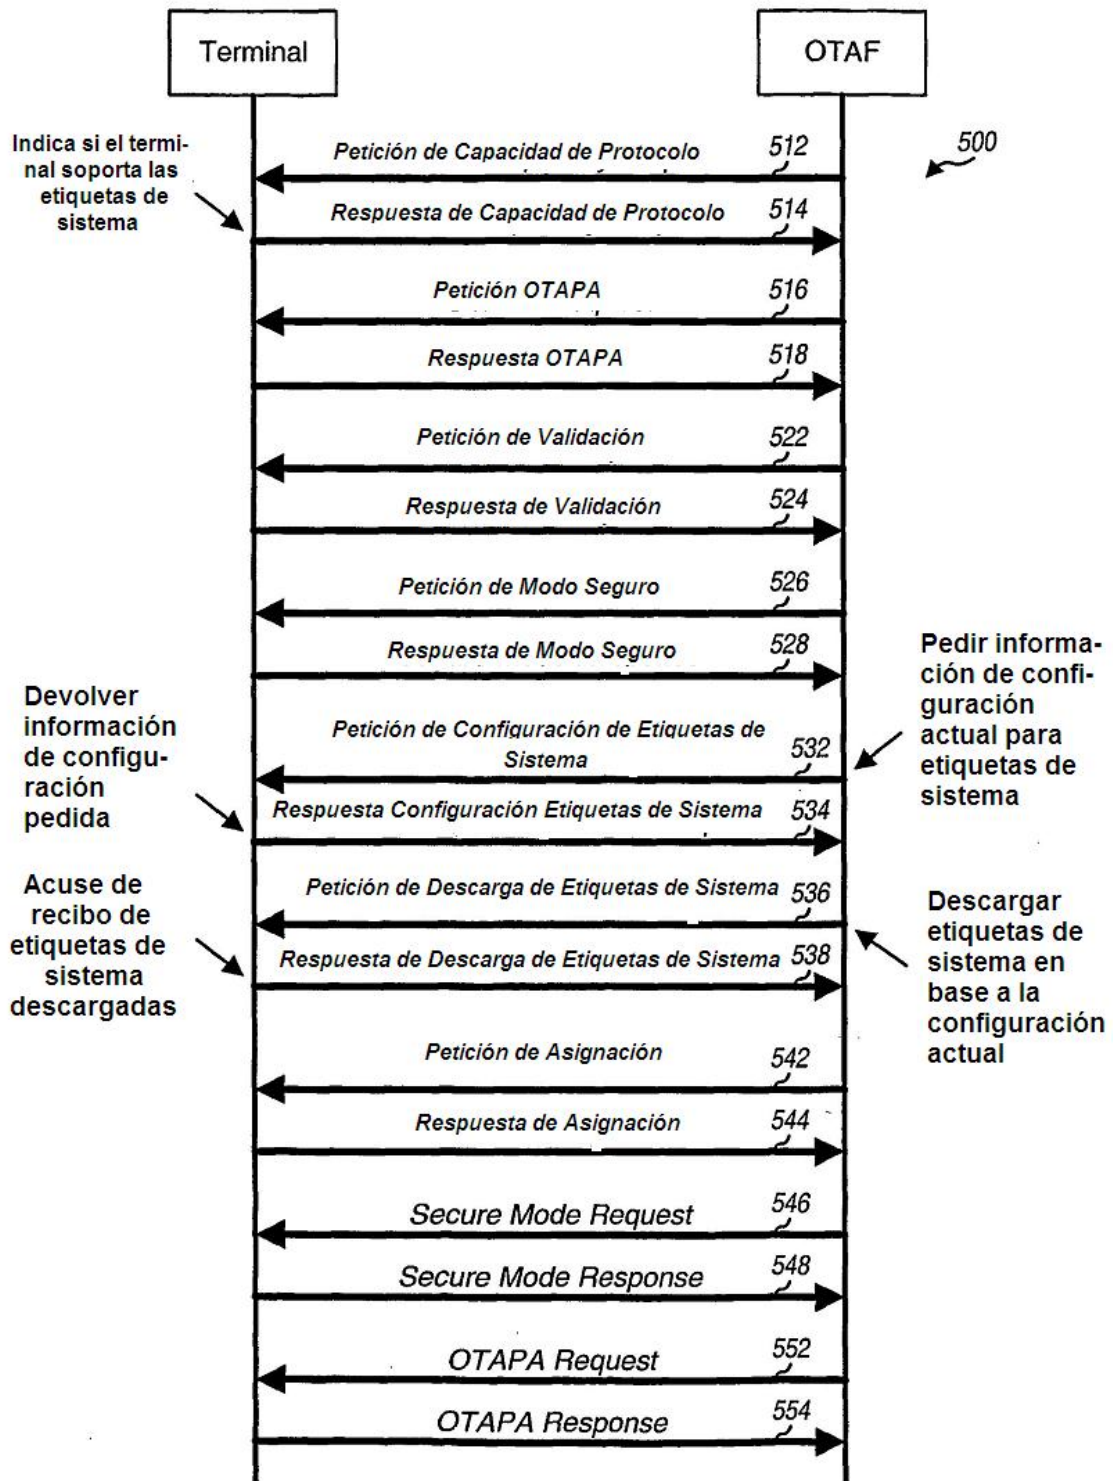 Terminal
OTAF
500
Indica si el termi-
nal soporta las
etiquetas de
sistema
Petición de Capacidad de Protocolo
512
Respuesta de Capacidad de Protocolo
514
Petición OTAPA
516
Respuesta OTAPA
518
Petición de Validación
522
Respuesta de Validación
524
Petición de Modo Seguro
526
Respuesta de Modo Seguro
528
Pedir informa-
ción de confi-
guración
actual para
etiquetas de
sistema
Devolver
información
de configu-
ración
pedida
Petición de Configuración de Etiquetas de
Sistema
532
Respuesta Configuración Etiquetas de Sistema
534
Acuse de
recibo de
etiquetas de
sistema
descargadas
Petición de Descarga de Etiquetas de Sistema
536
Respuesta de Descarga de Etiquetas de Sistema
538
Descargar
etiquetas de
sistema en
base a la
configuración
actual
Petición de Asignación
542
Respuesta de Asignación
544
Secure Mode Request
546
Secure Mode Response
548
OTAPA Request
552
OTAPA Response
554